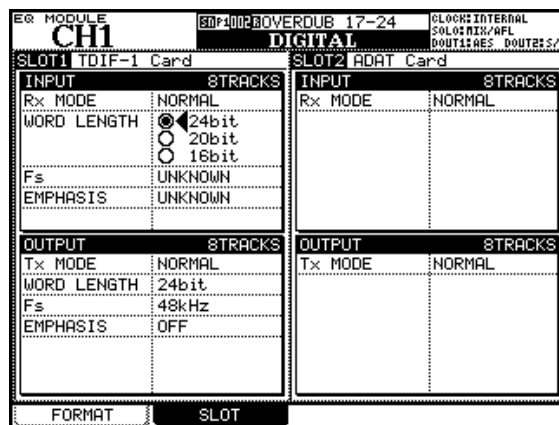 EQ MODULE
CH1
002 OVERDUB 17-24
DIGITAL
CLOCK:INTERNAL
SOLO:MIX/AFL
DOUT1:AES DOUT2:S/
SLOT1 TDIF-1 Card
INPUT 8TRACKS
Rx MODE NORMAL
WORD LENGTH 24bit
20bit
16bit
Fs UNKNOWN
EMPHASIS UNKNOWN
OUTPUT 8TRACKS
Tx MODE NORMAL
WORD LENGTH 24bit
Fs 48kHz
EMPHASIS OFF
SLOT2 ADAT Card
INPUT 8TRACKS
Rx MODE NORMAL
OUTPUT 8TRACKS
Tx MODE NORMAL
FORMAT SLOT